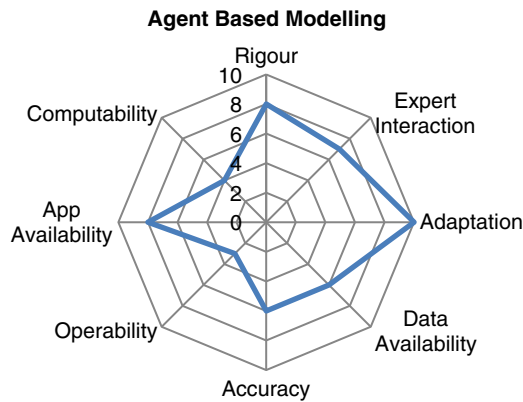 Agent Based Modelling
Rigour
10
8
6
4
2
0
Expert
Interaction
Adaptation
Data
Availability
Accuracy
Operability
App
Availability
Computability